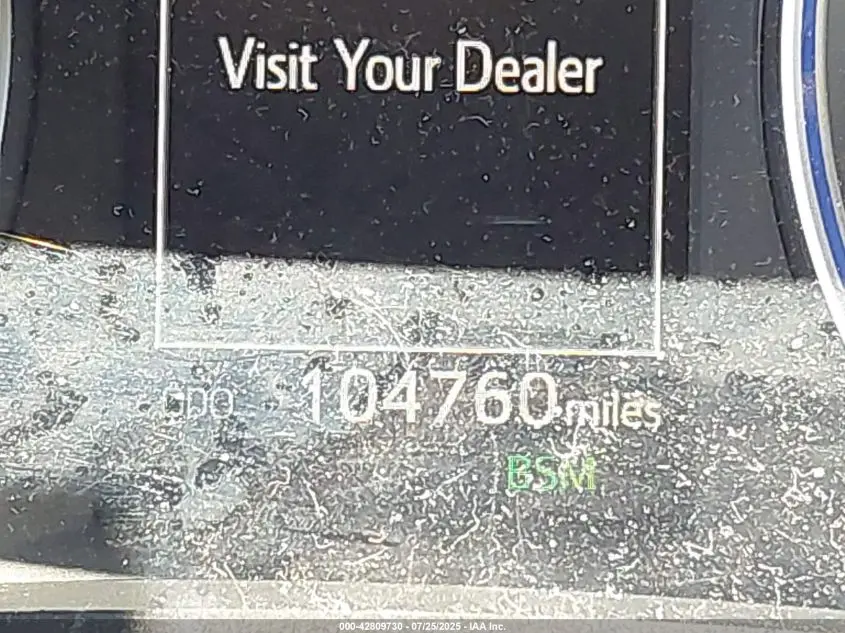 Visit Your Dealer
ODO 104760 miles
BSM
000-42809730 - 07/25/2025 - IAA Inc.